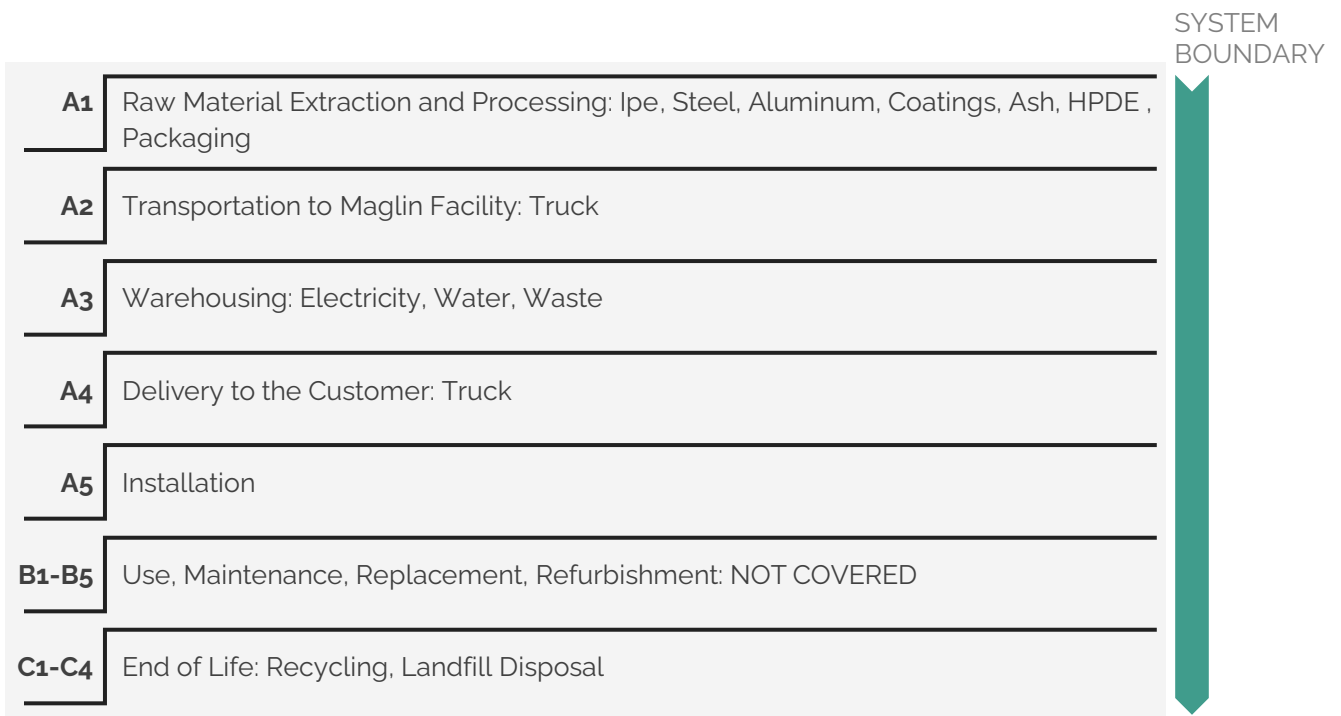 SYSTEM
BOUNDARY
A1 Raw Material Extraction and Processing: Ipe, Steel, Aluminum, Coatings, Ash, HPDE ,
Packaging
A2 Transportation to Maglin Facility: Truck
A3 Warehousing: Electricity, Water, Waste
A4 Delivery to the Customer: Truck
A5 Installation
B1-B5 Use, Maintenance, Replacement, Refurbishment: NOT COVERED
C1-C4 End of Life: Recycling, Landfill Disposal